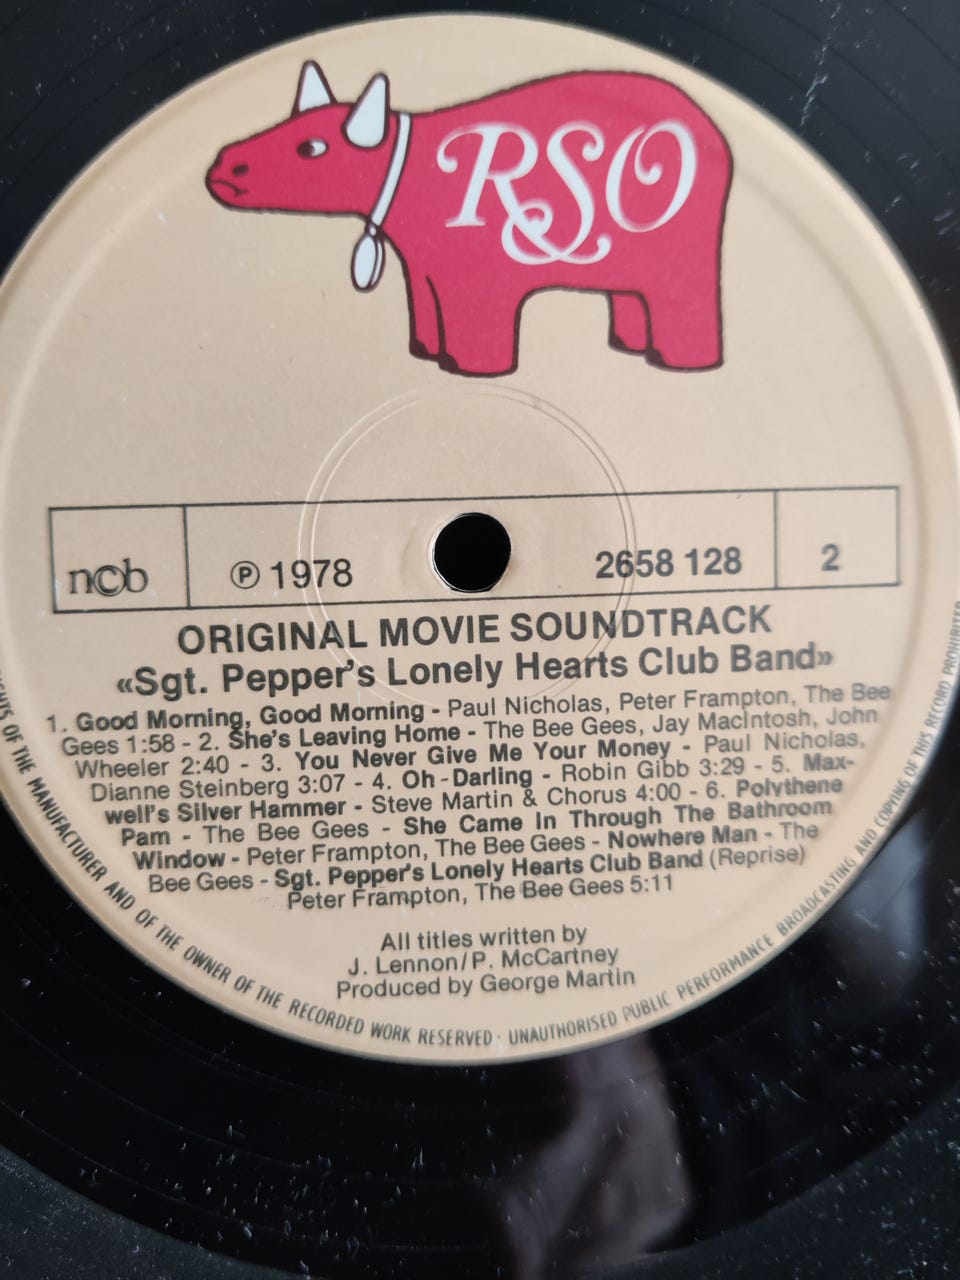 RSO
ncb
℗ 1978
2658 128
2
ORIGINAL MOVIE SOUNDTRACK
«Sgt. Pepper's Lonely Hearts Club Band»
1. Good Morning, Good Morning - Paul Nicholas, Peter Frampton, The Bee
Gees 1:58 - 2. She's Leaving Home - The Bee Gees, Jay MacIntosh, John
Wheeler 2:40 - 3. You Never Give Me Your Money - Paul Nicholas,
Dianne Steinberg 3:07 - 4. Oh-Darling - Robin Gibb 3:29 - 5. Max-
well's Silver Hammer - Steve Martin & Chorus 4:00 - 6. Polythene
Pam - The Bee Gees - She Came In Through The Bathroom
Window - Peter Frampton, The Bee Gees - Nowhere Man - The
Bee Gees - Sgt. Pepper's Lonely Hearts Club Band (Reprise)
Peter Frampton, The Bee Gees 5:11
All titles written by
J. Lennon/P. McCartney
Produced by George Martin
OF THE MANUFACTURER AND OF THE OWNER OF THE RECORDED WORK RESERVED · UNAUTHORISED PUBLIC PERFORMANCE BROADCASTING AND COPYING OF THIS RECORD PROHIBITED